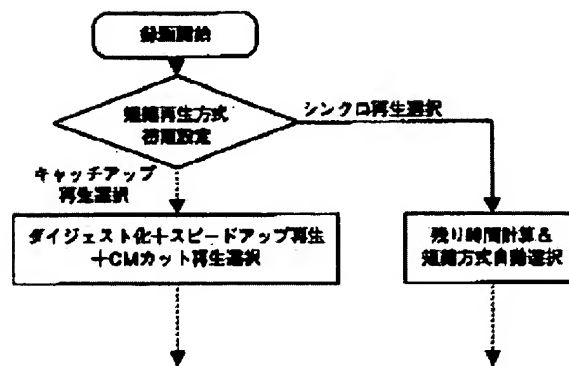 録画開始
短縮再生方式
初期設定
シンクロ再生選択
キャッチアップ
再生選択
ダイジェスト化＋スピードアップ再生
＋CMカット再生選択
残り時間計算＆
短縮方式自動選択